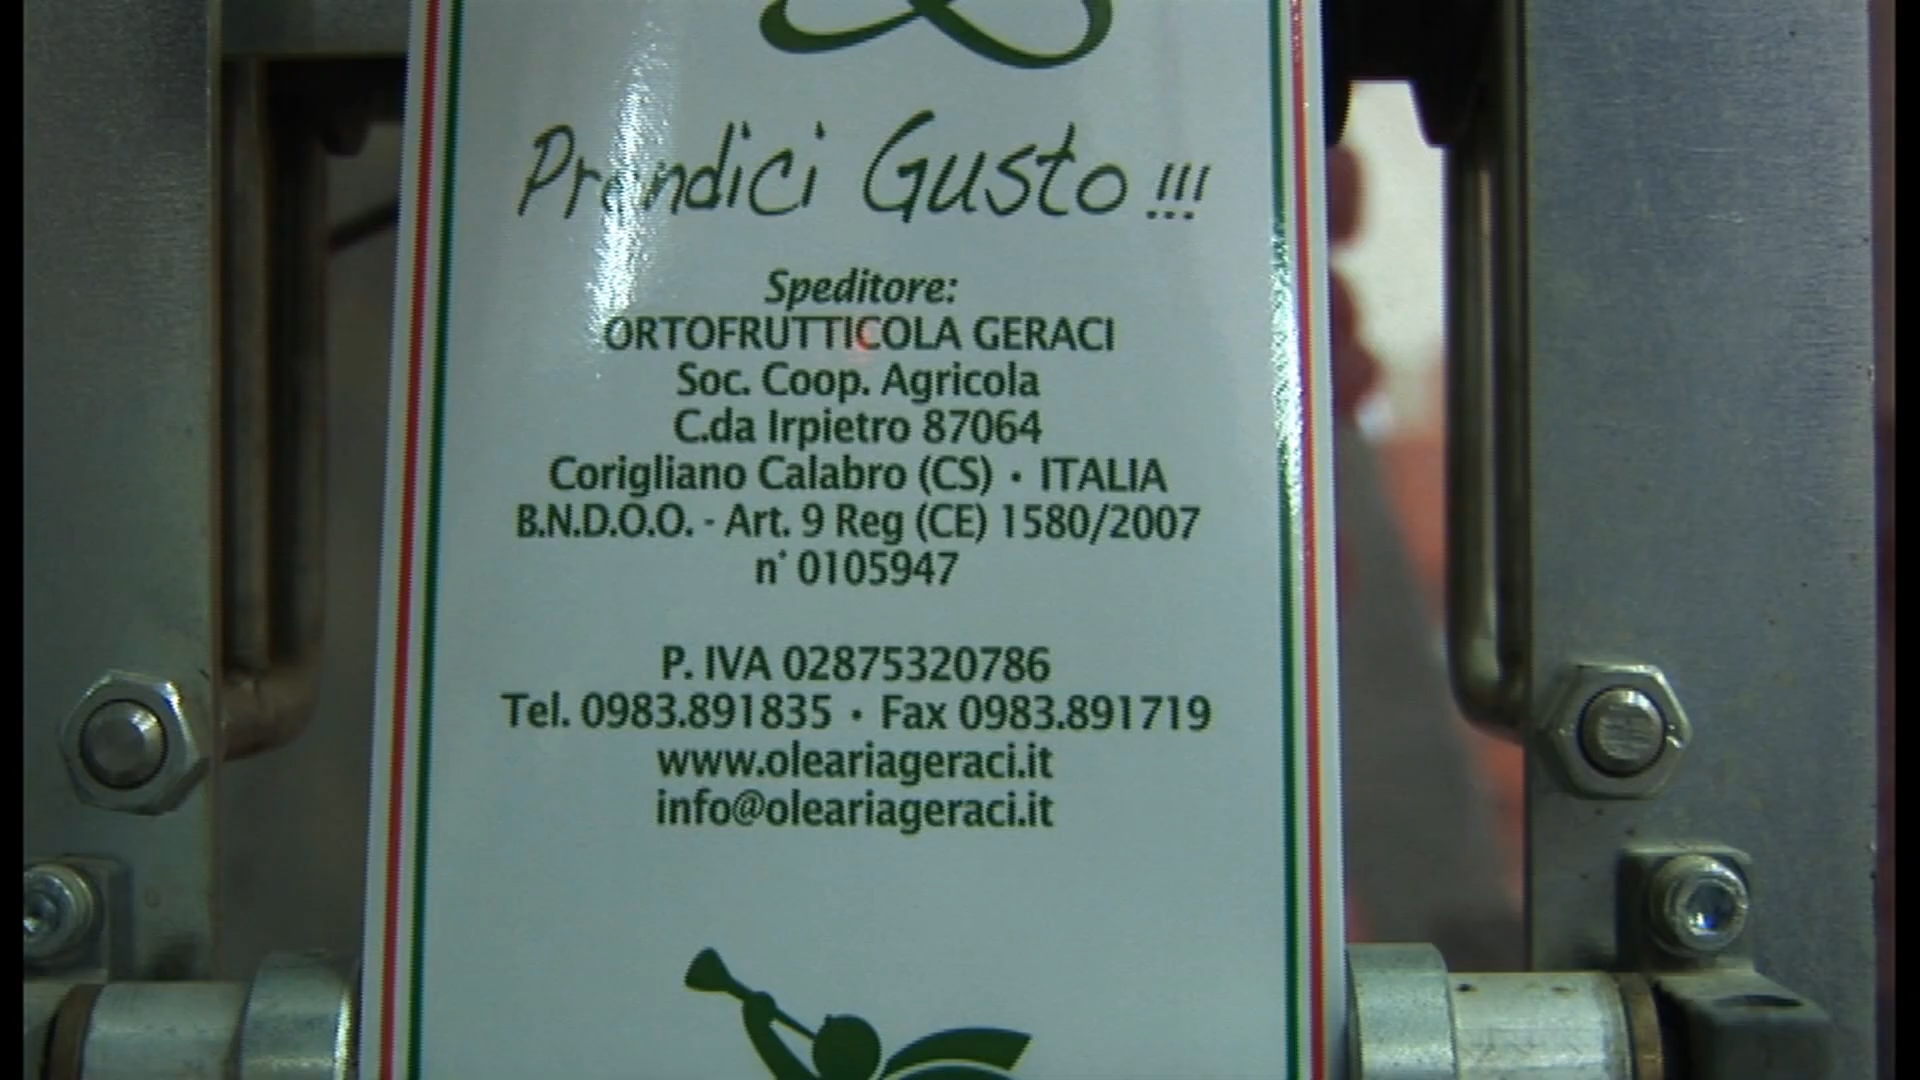 Prendici Gusto !!!
Speditore:
ORTOFRUTTICOLA GERACI
Soc. Coop. Agricola
C.da Irpietro 87064
Corigliano Calabro (CS) • ITALIA
B.N.D.O.O. - Art. 9 Reg (CE) 1580/2007
n° 0105947
P. IVA 02875320786
Tel. 0983.891835 • Fax 0983.891719
www.oleariageraci.it
info@oleariageraci.it